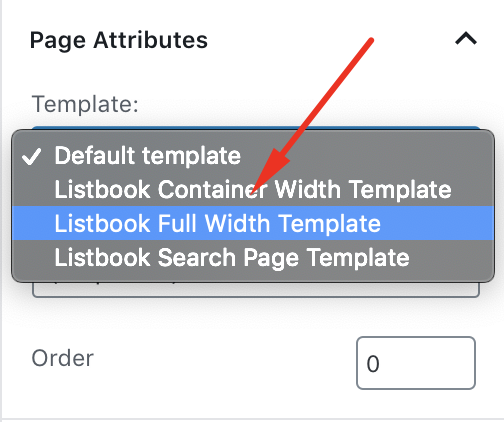 Page Attributes
Template:
✓ Default template
Listbook Container Width Template
Listbook Full Width Template
Listbook Search Page Template
Order
0